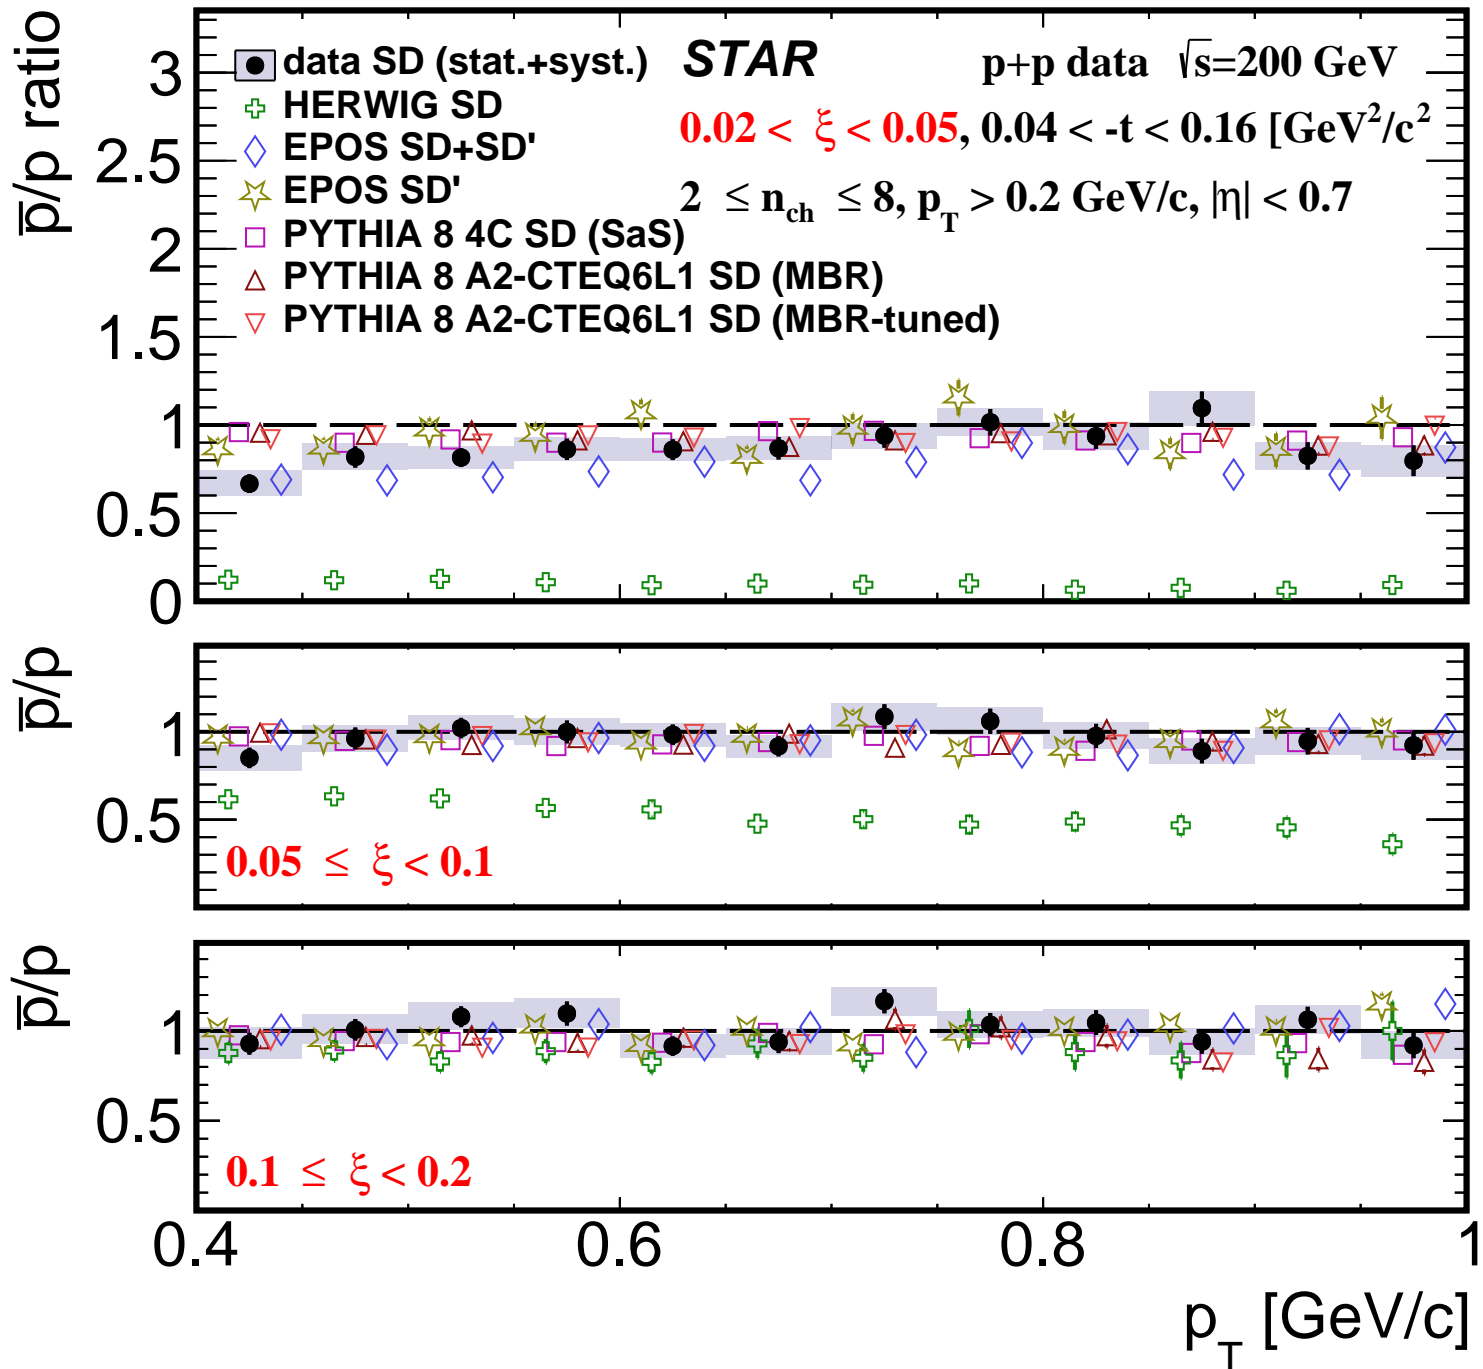 p̅/p ratio
3
2.5
2
1.5
1
0.5
0
data SD (stat.+syst.)
HERWIG SD
EPOS SD+SD'
EPOS SD'
PYTHIA 8 4C SD (SaS)
PYTHIA 8 A2-CTEQ6L1 SD (MBR)
PYTHIA 8 A2-CTEQ6L1 SD (MBR-tuned)
STAR p+p data √s=200 GeV
0.02 < ξ < 0.05, 0.04 < -t < 0.16 [GeV²/c²
2 ≤ n_ch ≤ 8, p_T > 0.2 GeV/c, |η| < 0.7
p̅/p
1
0.5
0.05 ≤ ξ < 0.1
p̅/p
1
0.5
0.1 ≤ ξ < 0.2
0.4 0.6 0.8 1
p_T [GeV/c]